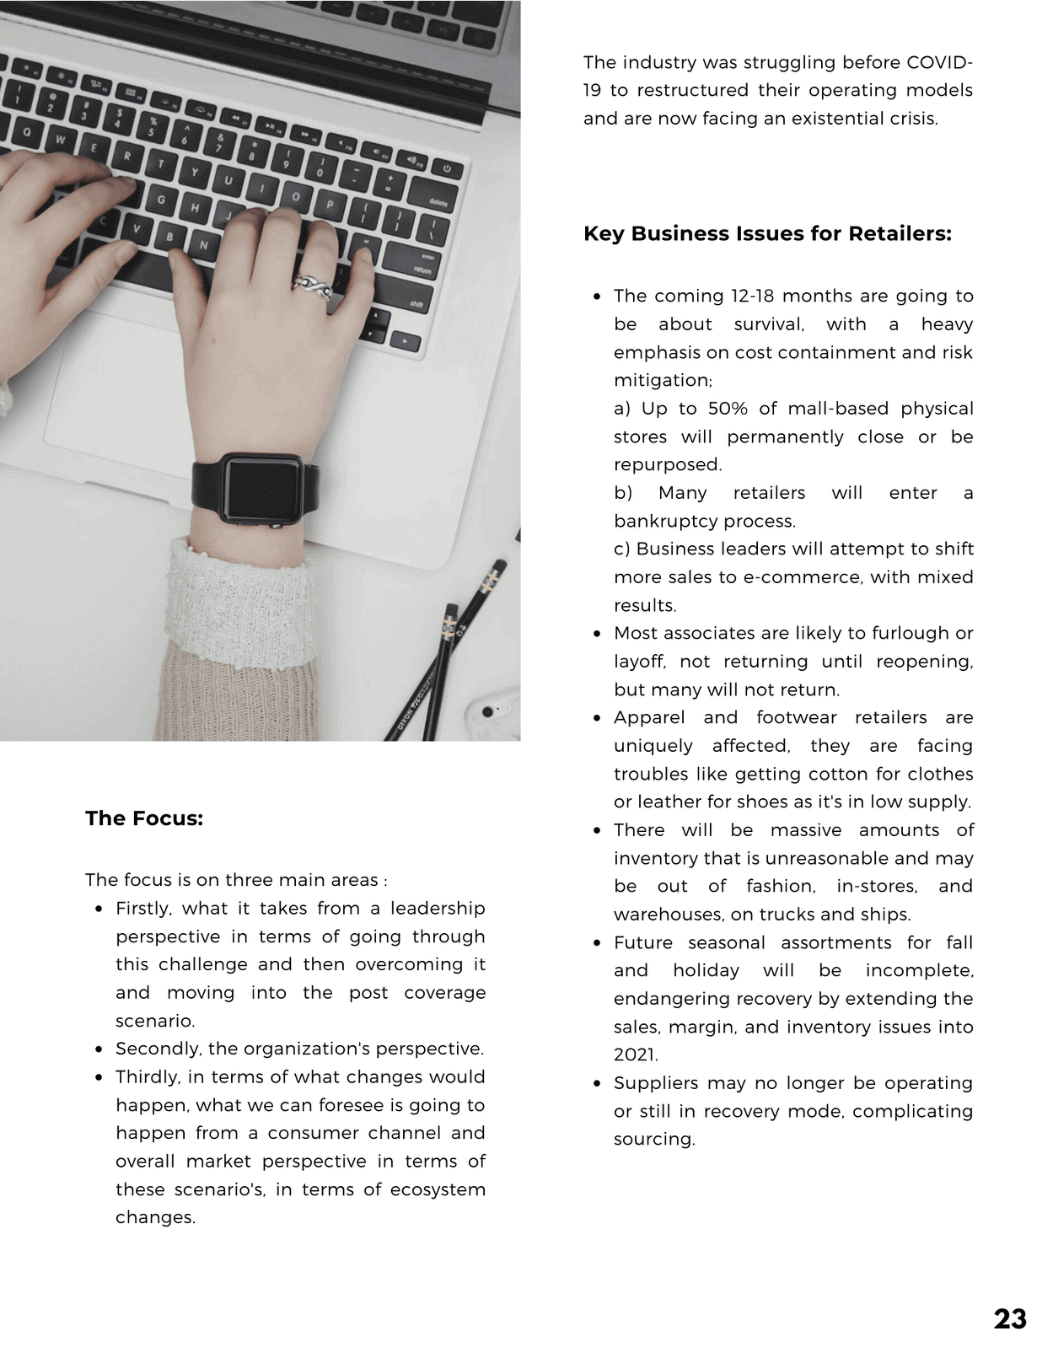 The Focus:
The focus is on three main areas :
• Firstly, what it takes from a leadership
perspective in terms of going through
this challenge and then overcoming it
and moving into the post coverage
scenario.
• Secondly, the organization's perspective.
• Thirdly, in terms of what changes would
happen, what we can foresee is going to
happen from a consumer channel and
overall market perspective in terms of
these scenario's, in terms of ecosystem
changes.
The industry was struggling before COVID-
19 to restructured their operating models
and are now facing an existential crisis.
Key Business Issues for Retailers:
• The coming 12-18 months are going to
be about survival, with a heavy
emphasis on cost containment and risk
mitigation;
a) Up to 50% of mall-based physical
stores will permanently close or be
repurposed.
b) Many retailers will enter a
bankruptcy process.
c) Business leaders will attempt to shift
more sales to e-commerce, with mixed
results.
• Most associates are likely to furlough or
layoff, not returning until reopening,
but many will not return.
• Apparel and footwear retailers are
uniquely affected, they are facing
troubles like getting cotton for clothes
or leather for shoes as it's in low supply.
• There will be massive amounts of
inventory that is unreasonable and may
be out of fashion, in-stores, and
warehouses, on trucks and ships.
• Future seasonal assortments for fall
and holiday will be incomplete,
endangering recovery by extending the
sales, margin, and inventory issues into
2021.
• Suppliers may no longer be operating
or still in recovery mode, complicating
sourcing.
23